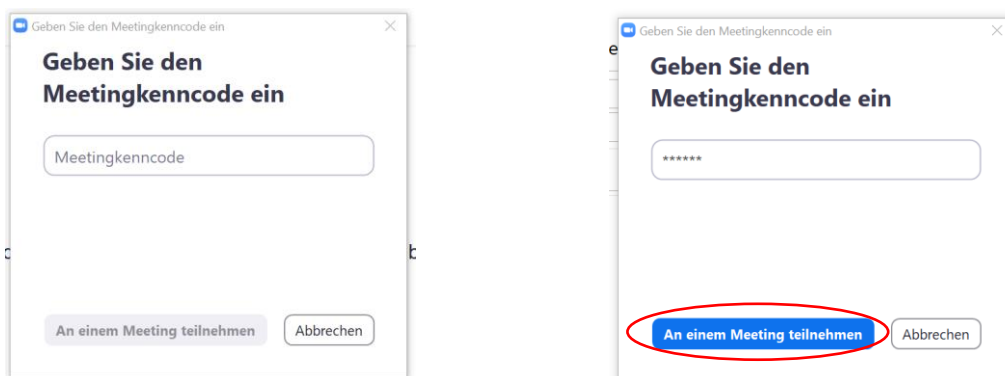 Geben Sie den Meetingkenncode ein
Geben Sie den
Meetingkenncode ein
Meetingkenncode
An einem Meeting teilnehmen
Abbrechen
Geben Sie den Meetingkenncode ein
Geben Sie den
Meetingkenncode ein
******
An einem Meeting teilnehmen
Abbrechen